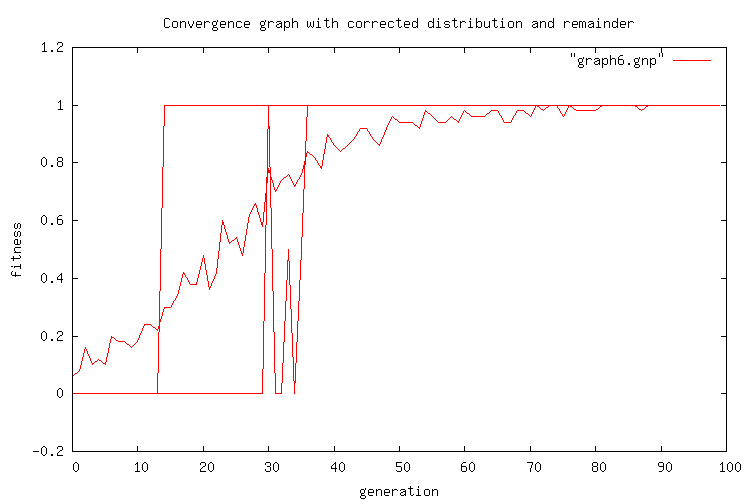 Convergence graph with corrected distribution and remainder
1.2
"graph6.gnp"
1
0.8
0.6
fitness
0.4
0.2
0
-0.2
0 10 20 30 40 50 60 70 80 90 100
generation